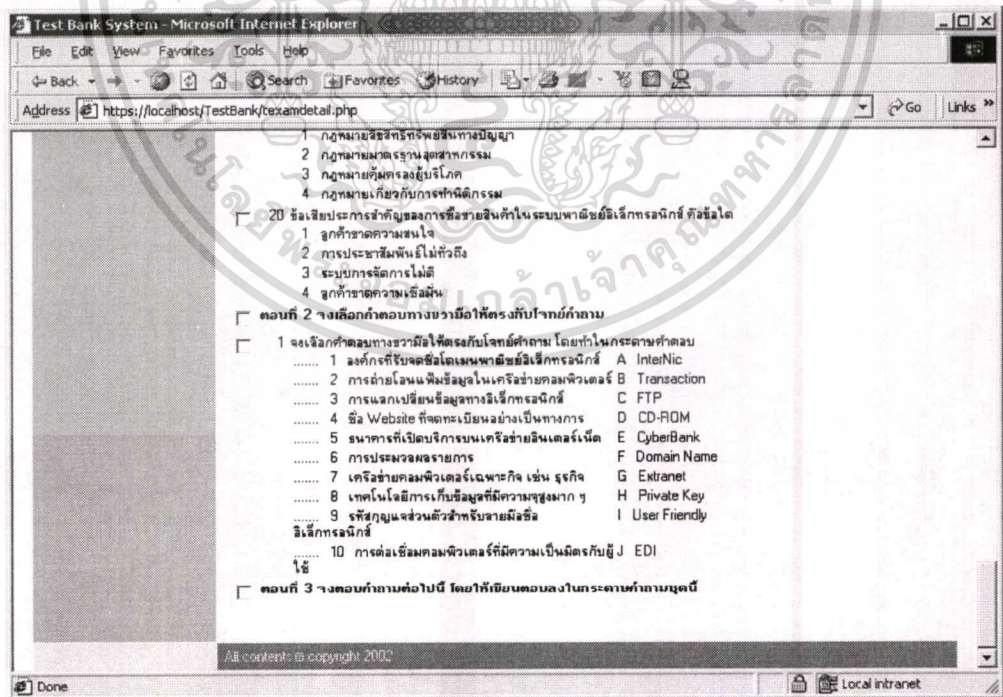 Test Bank System - Microsoft Internet Explorer
File Edit View Favorites Tools Help
Back Search Favorites History
Address https://localhost/TestBank/texamdetail.php Go Links »
1 กฎหมายลิขสิทธิ์ทรัพย์สินทางปัญญา
2 กฎหมายมาตรฐานอุตสาหกรรม
3 กฎหมายคุ้มครองผู้บริโภค
4 กฎหมายเกี่ยวกับการทำนิติกรรม
20 ข้อเสียประการสำคัญของการซื้อขายสินค้าในระบบพาณิชย์อิเล็กทรอนิกส์ คือข้อใด
1 ลูกค้าขาดความสนใจ
2 การประชาสัมพันธ์ไม่ทั่วถึง
3 ระบบการจัดการไม่ดี
4 ลูกค้าขาดความเชื่อมั่น
ตอนที่ 2 จงเลือกคำตอบทางขวามือให้ตรงกับโจทย์คำถาม
1 จงเลือกคำตอบทางขวามือให้ตรงกับโจทย์คำถาม โดยทำในกระดาษคำตอบ
....... 1 องค์กรที่รับจดชื่อโดเมนพาณิชย์อิเล็กทรอนิกส์ A InterNic
....... 2 การถ่ายโอนแฟ้มข้อมูลในเครือข่ายคอมพิวเตอร์ B Transaction
....... 3 การแลกเปลี่ยนข้อมูลทางอิเล็กทรอนิกส์ C FTP
....... 4 ชื่อ Website ที่จดทะเบียนอย่างเป็นทางการ D CD-ROM
....... 5 ธนาคารที่เปิดบริการบนเครือข่ายอินเตอร์เน็ต E CyberBank
....... 6 การประมวลผลรายการ F Domain Name
....... 7 เครือข่ายคอมพิวเตอร์เฉพาะกิจ เช่น ธุรกิจ G Extranet
....... 8 เทคโนโลยีการเก็บข้อมูลที่มีความจุสูงมาก ๆ H Private Key
....... 9 รหัสกุญแจส่วนตัวสำหรับลายมือชื่อ I User Friendly
อิเล็กทรอนิกส์
....... 10 การต่อเชื่อมคอมพิวเตอร์ที่มีความเป็นมิตรกับผู้ J EDI
ใช้
ตอนที่ 3 จงตอบคำถามต่อไปนี้ โดยให้เขียนตอบลงในกระดาษคำถามชุดนี้
All contents © copyright 2002
Done Local intranet